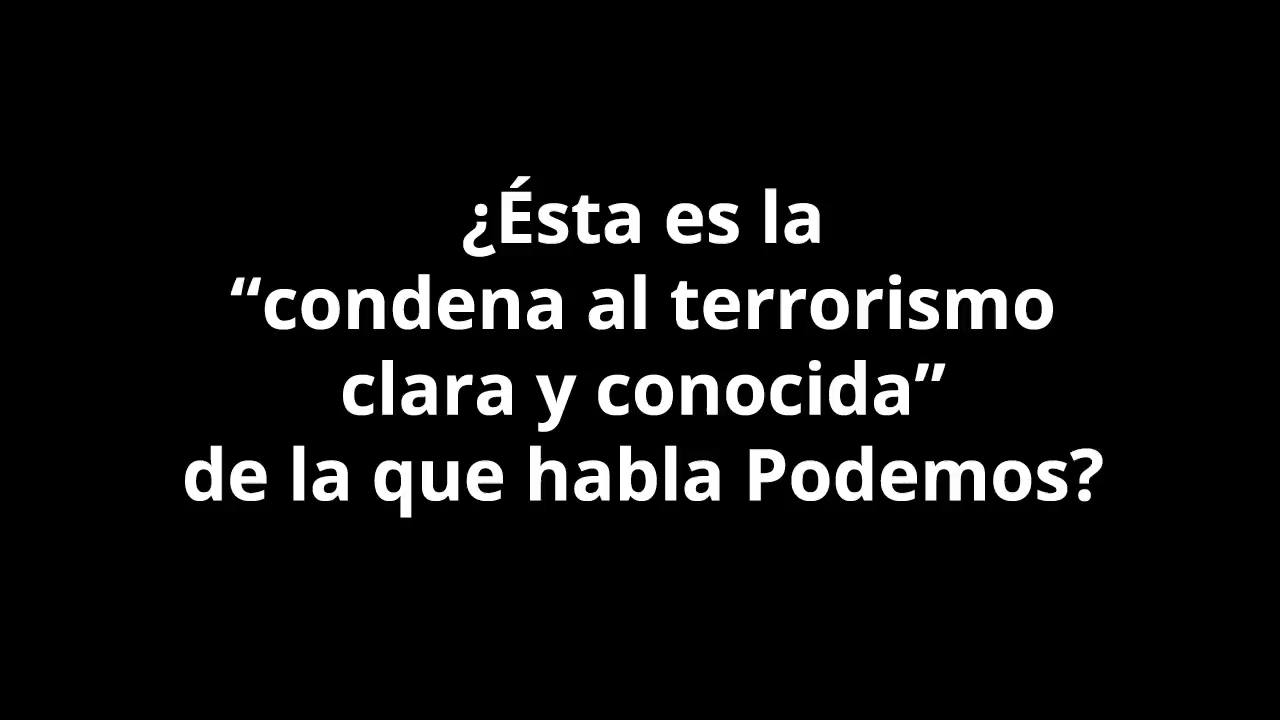 ¿Ésta es la
“condena al terrorismo
clara y conocida”
de la que habla Podemos?